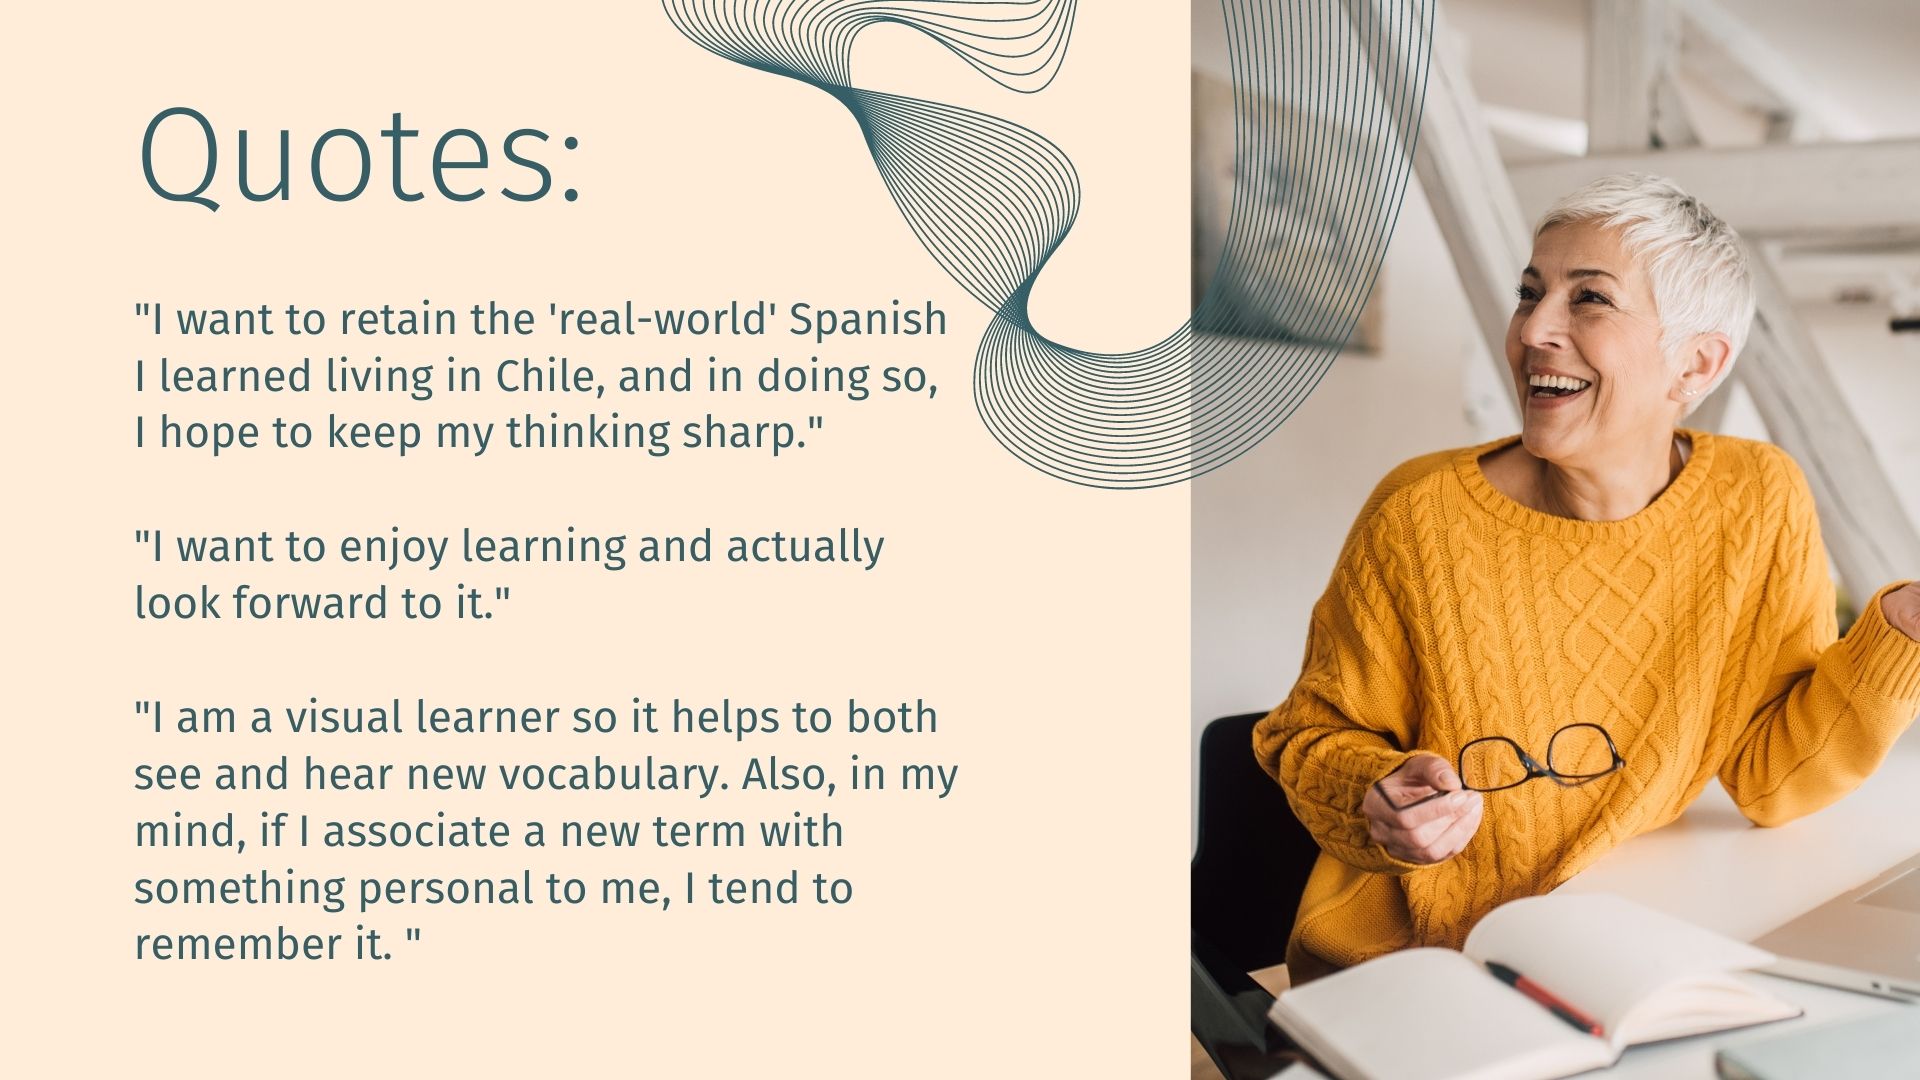 Quotes:
"I want to retain the 'real-world' Spanish
I learned living in Chile, and in doing so,
I hope to keep my thinking sharp."
"I want to enjoy learning and actually
look forward to it."
"I am a visual learner so it helps to both
see and hear new vocabulary. Also, in my
mind, if I associate a new term with
something personal to me, I tend to
remember it. "